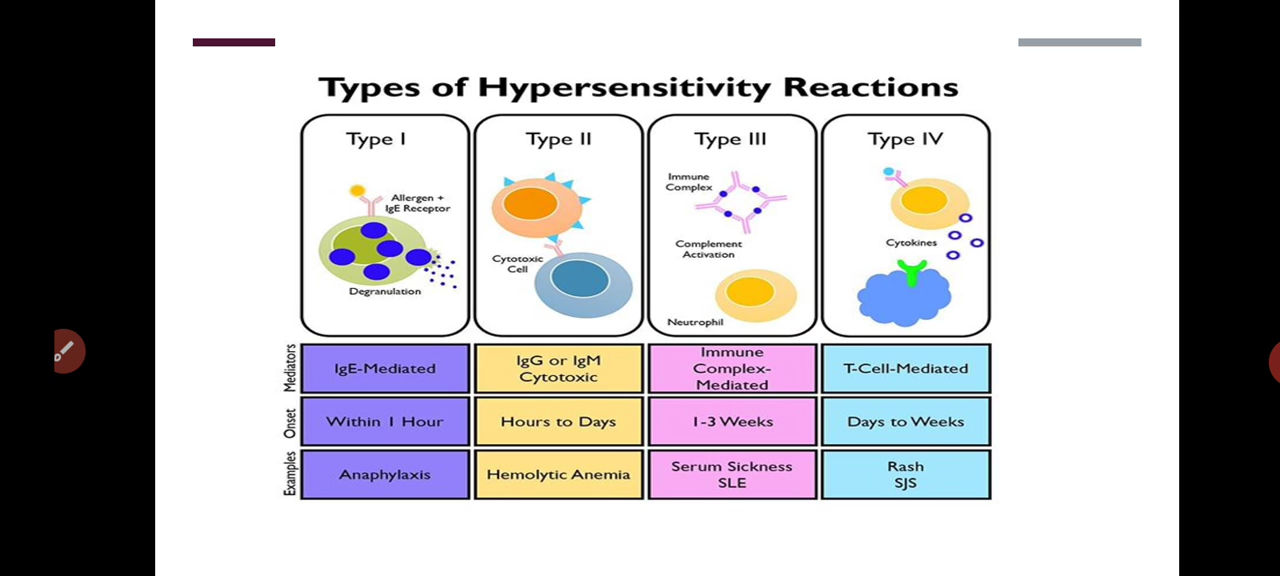 Types of Hypersensitivity Reactions
Type I
Allergen +
IgE Receptor
Degranulation
Type II
Cytotoxic
Cell
Type III
Immune
Complex
Complement
Activation
Neutrophil
Type IV
Cytokines
Mediators
IgE-Mediated
IgG or IgM
Cytotoxic
Immune
Complex-
Mediated
T-Cell-Mediated
Onset
Within 1 Hour
Hours to Days
1-3 Weeks
Days to Weeks
Examples
Anaphylaxis
Hemolytic Anemia
Serum Sickness
SLE
Rash
SJS